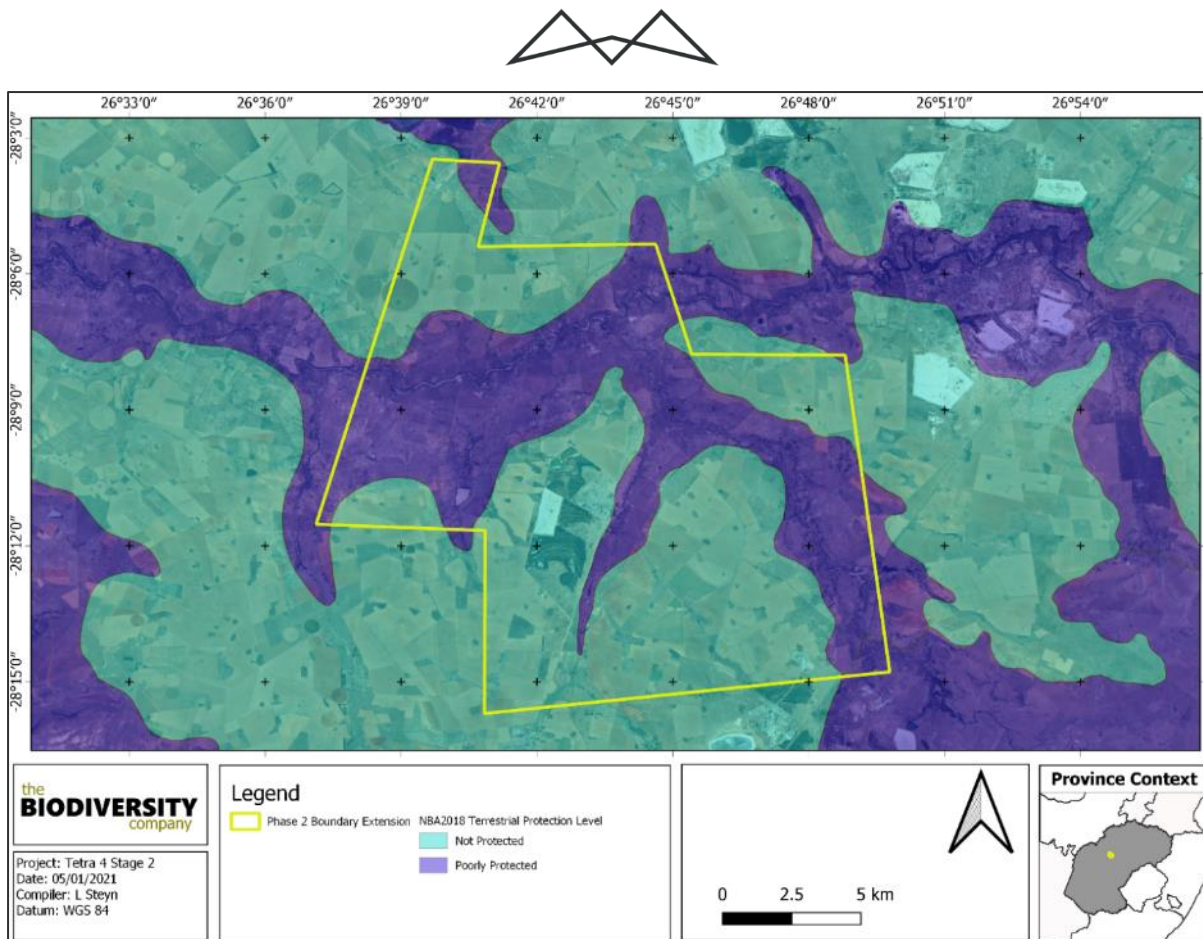 26°33'0" 26°36'0" 26°39'0" 26°42'0" 26°45'0" 26°48'0" 26°51'0" 26°54'0"
-28°3'0"
-28°6'0"
-28°9'0"
-28°12'0"
-28°15'0"
the
BIODIVERSITY
company
Project: Tetra 4 Stage 2
Date: 05/01/2021
Compiler: L Steyn
Datum: WGS 84
Legend
Phase 2 Boundary Extension
NBA2018 Terrestrial Protection Level
Not Protected
Poorly Protected
0 2.5 5 km
Province Context